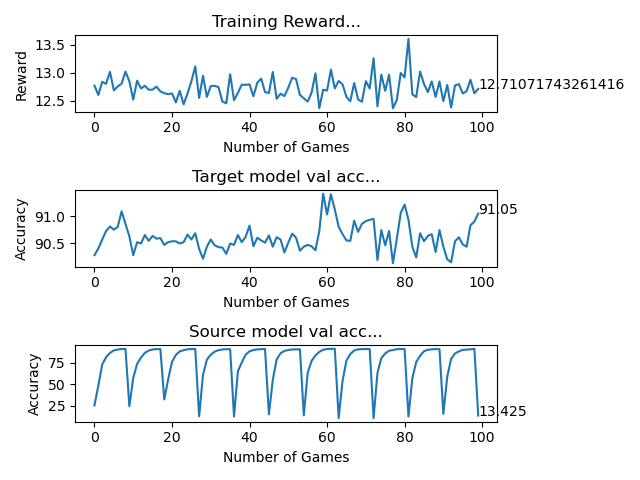 Training Reward...
13.5
13.0
12.5
Reward
12.71071743261416
0 20 40 60 80 100
Number of Games
Target model val acc...
91.0
90.5
Accuracy
91.05
0 20 40 60 80 100
Number of Games
Source model val acc...
75
50
25
Accuracy
13.425
0 20 40 60 80 100
Number of Games